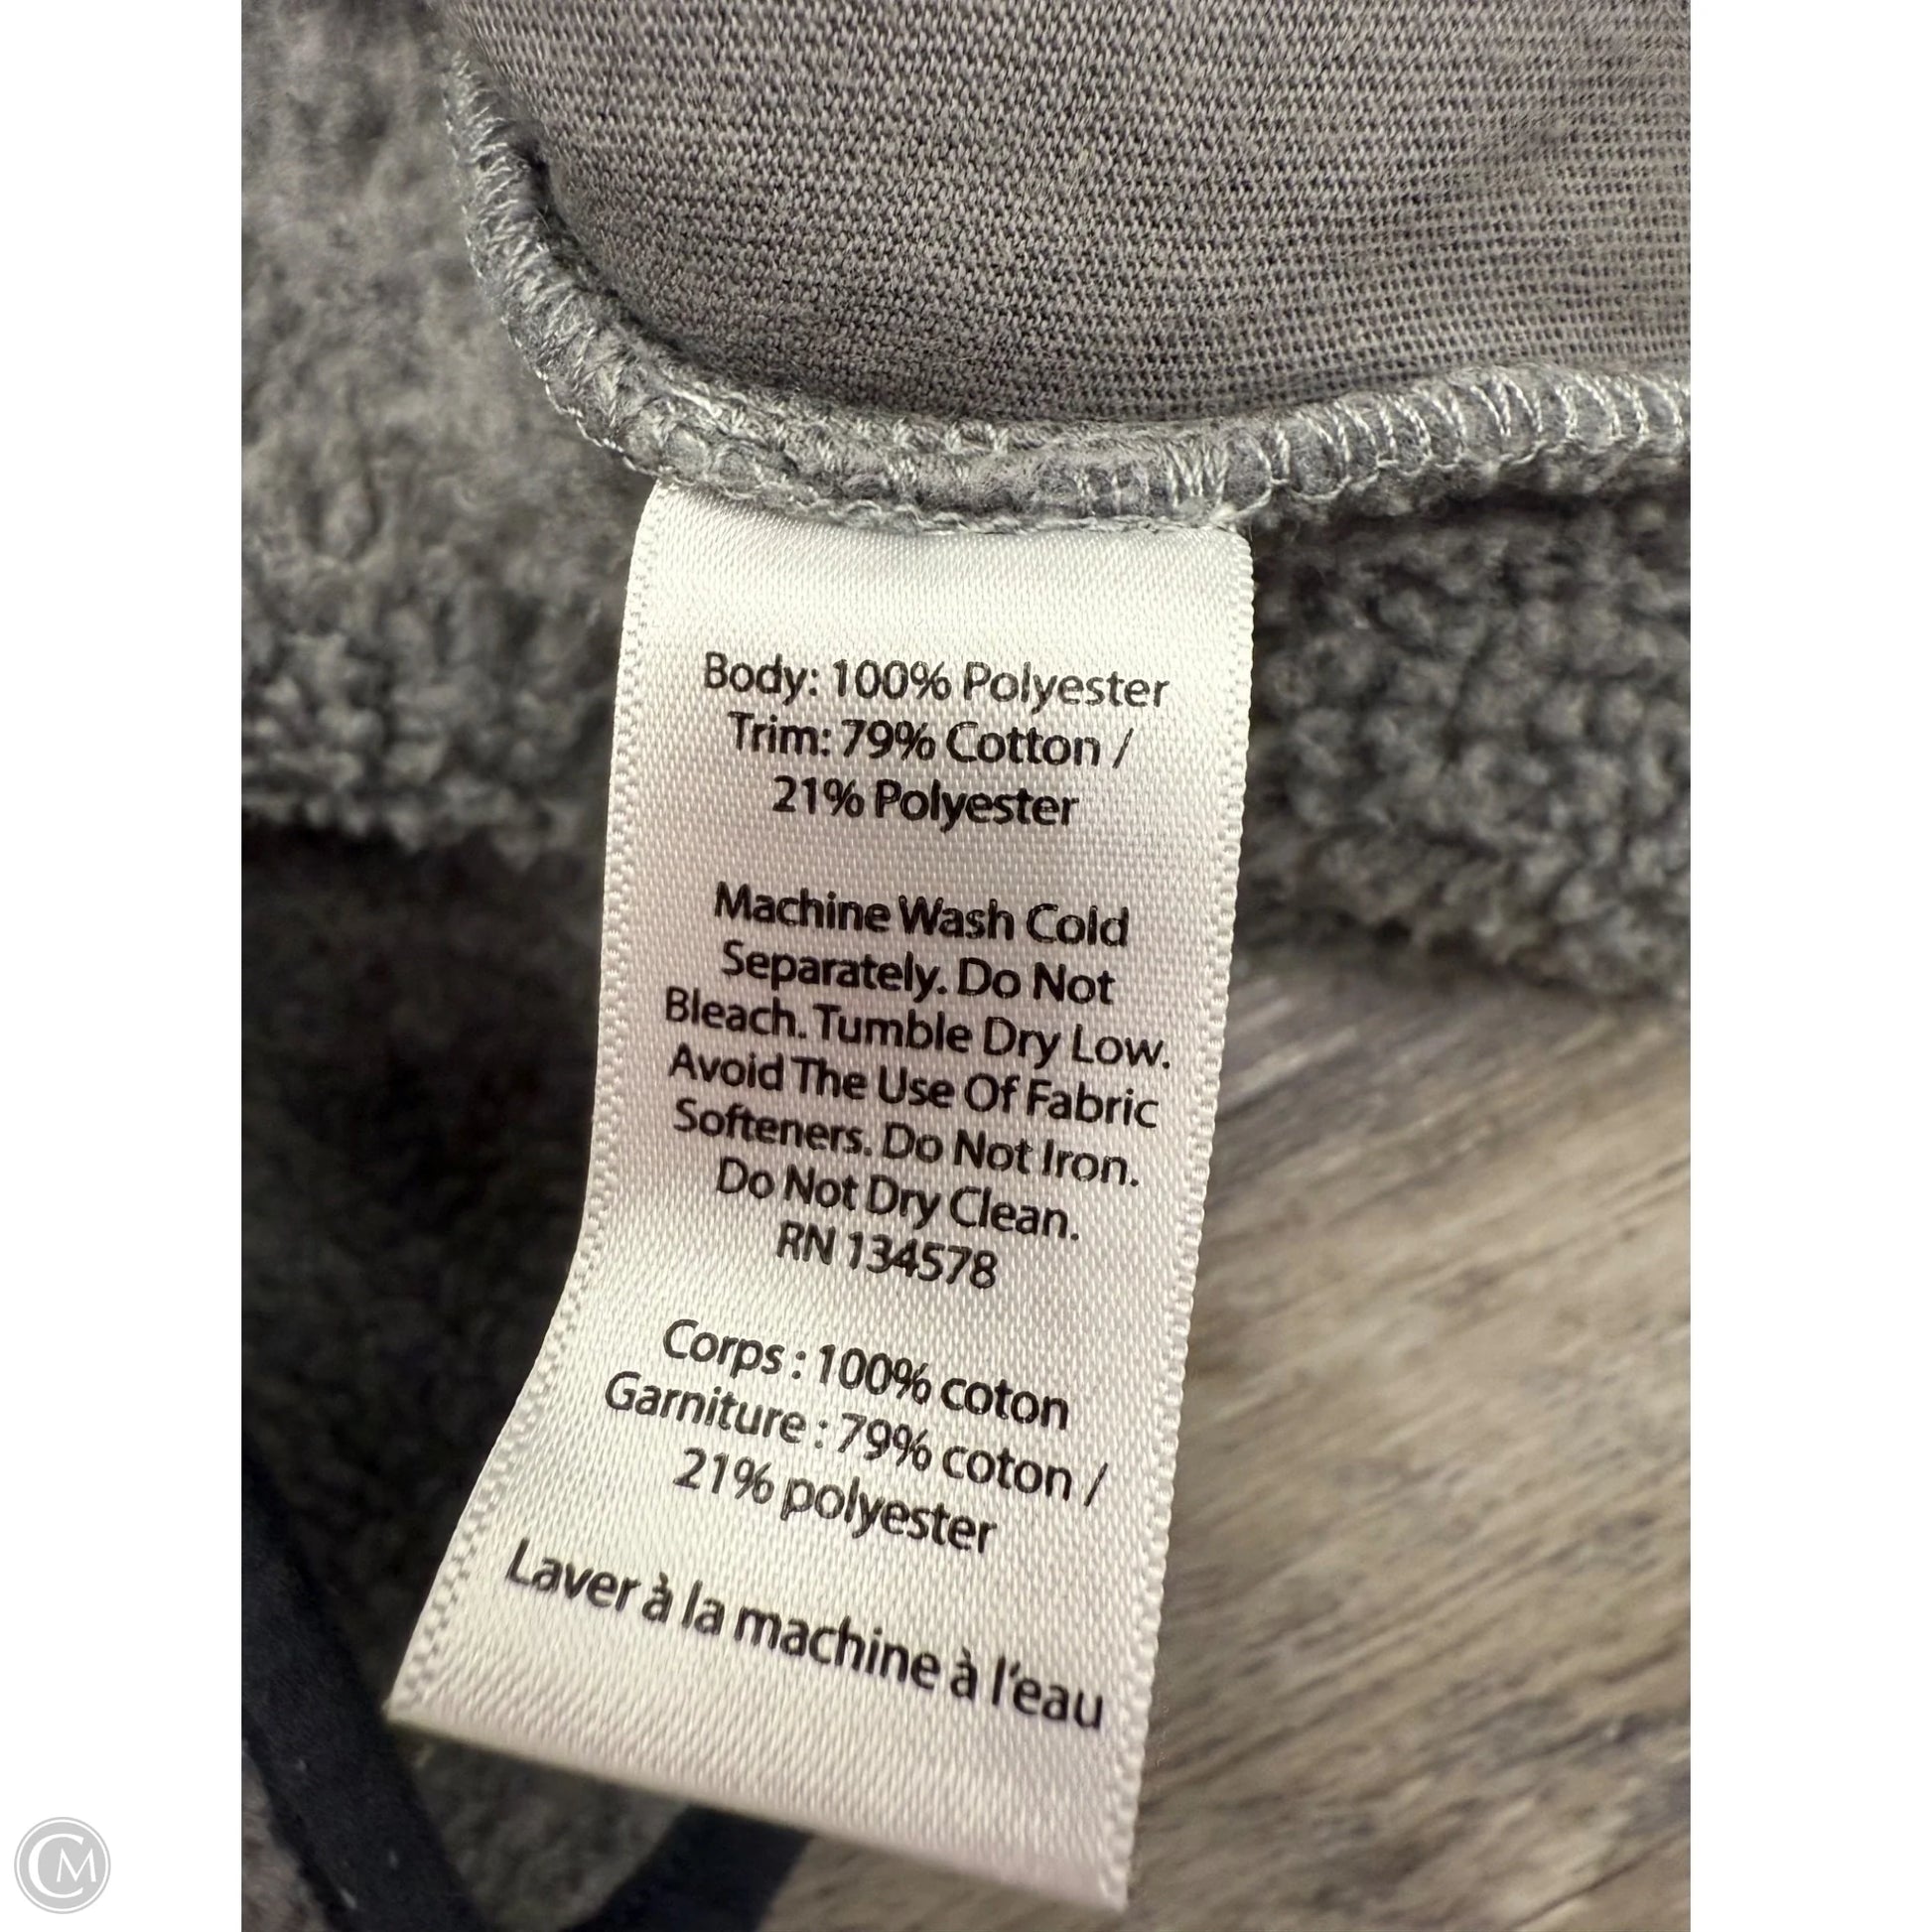 Body: 100% Polyester
Trim: 79% Cotton /
21% Polyester
Machine Wash Cold
Separately. Do Not
Bleach. Tumble Dry Low.
Avoid The Use Of Fabric
Softeners. Do Not Iron.
Do Not Dry Clean.
RN 134578
Corps : 100% coton
Garniture : 79% coton /
21% polyester
Laver à la machine à l'eau
CM